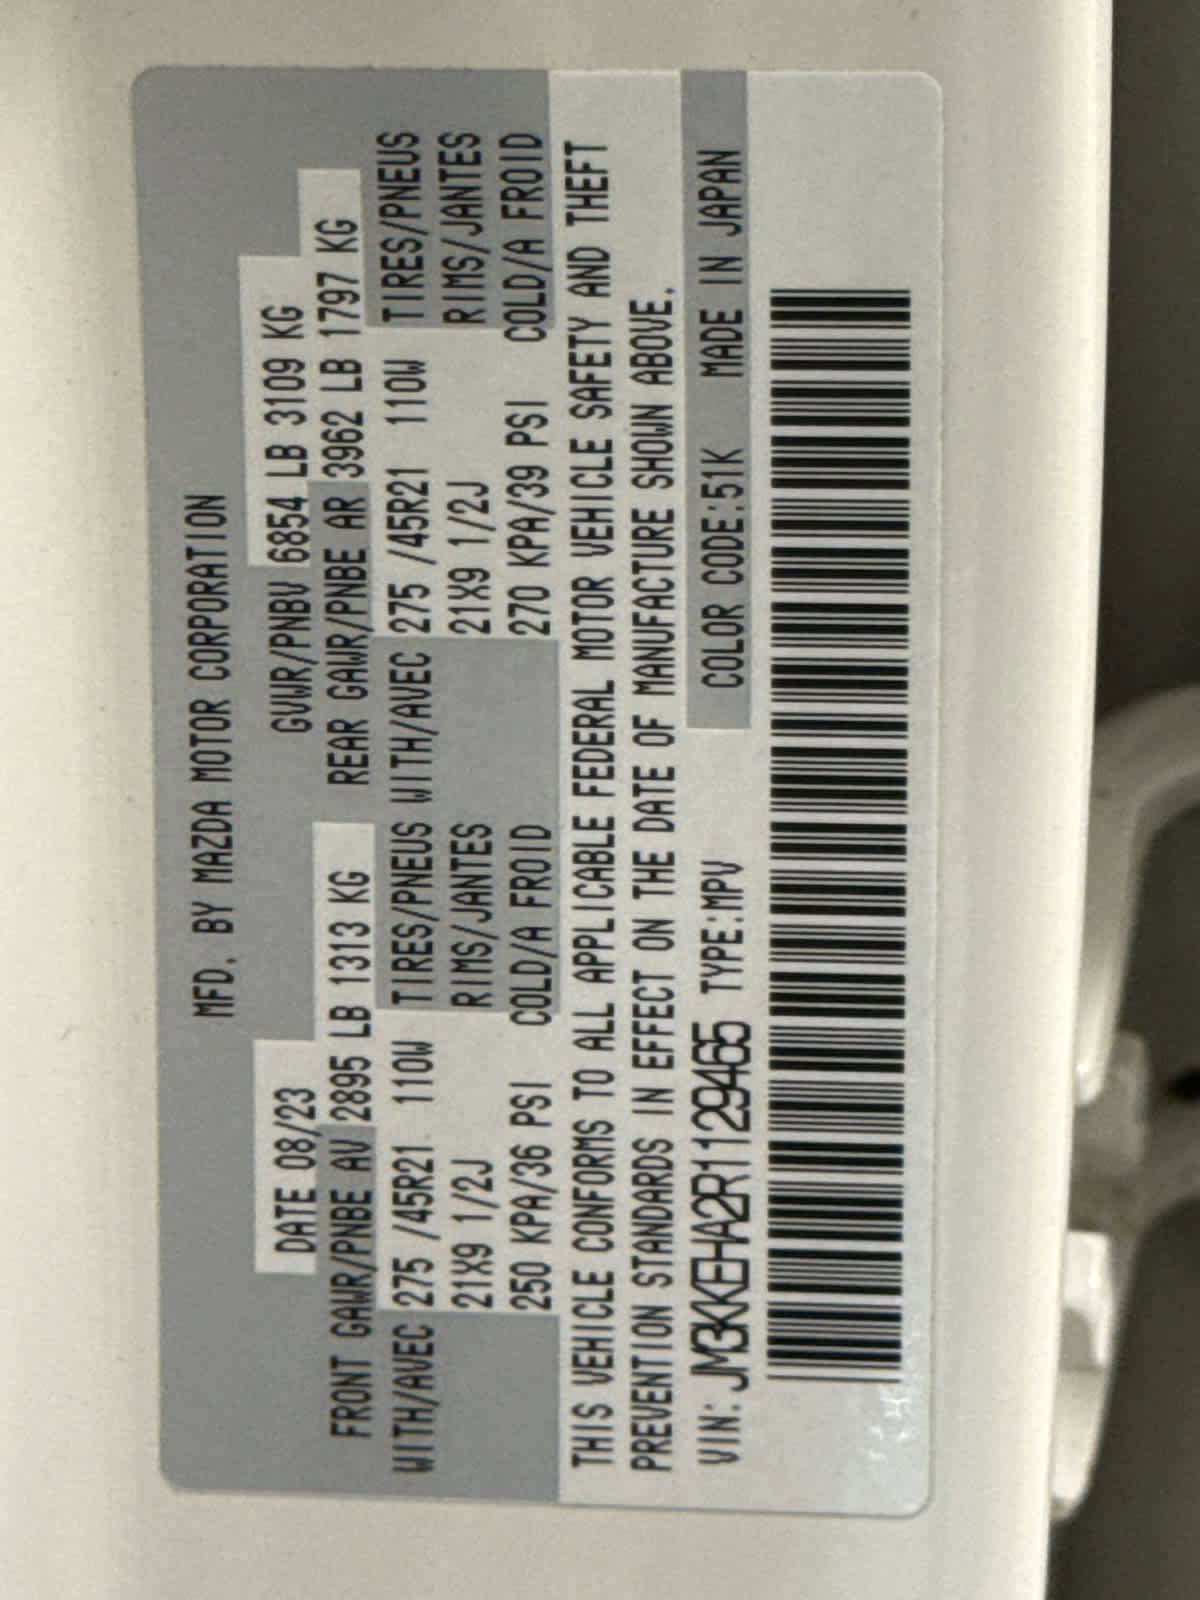 MFD. BY MAZDA MOTOR CORPORATION
DATE 08/23 GVWR/PNBV 6854 LB 3109 KG
FRONT GAWR/PNBE AV 2895 LB 1313 KG REAR GAWR/PNBE AR 3962 LB 1797 KG
WITH/AVEC 275 /45R21 110W TIRES/PNEUS WITH/AVEC 275 /45R21 110W TIRES/PNEUS
21X9 1/2J RIMS/JANTES 21X9 1/2J RIMS/JANTES
250 KPA/36 PSI COLD/A FROID 270 KPA/39 PSI COLD/A FROID
THIS VEHICLE CONFORMS TO ALL APPLICABLE FEDERAL MOTOR VEHICLE SAFETY AND THEFT
PREVENTION STANDARDS IN EFFECT ON THE DATE OF MANUFACTURE SHOWN ABOVE.
VIN: JM3KKEHA2R1129465 TYPE:MPV COLOR CODE:51K MADE IN JAPAN